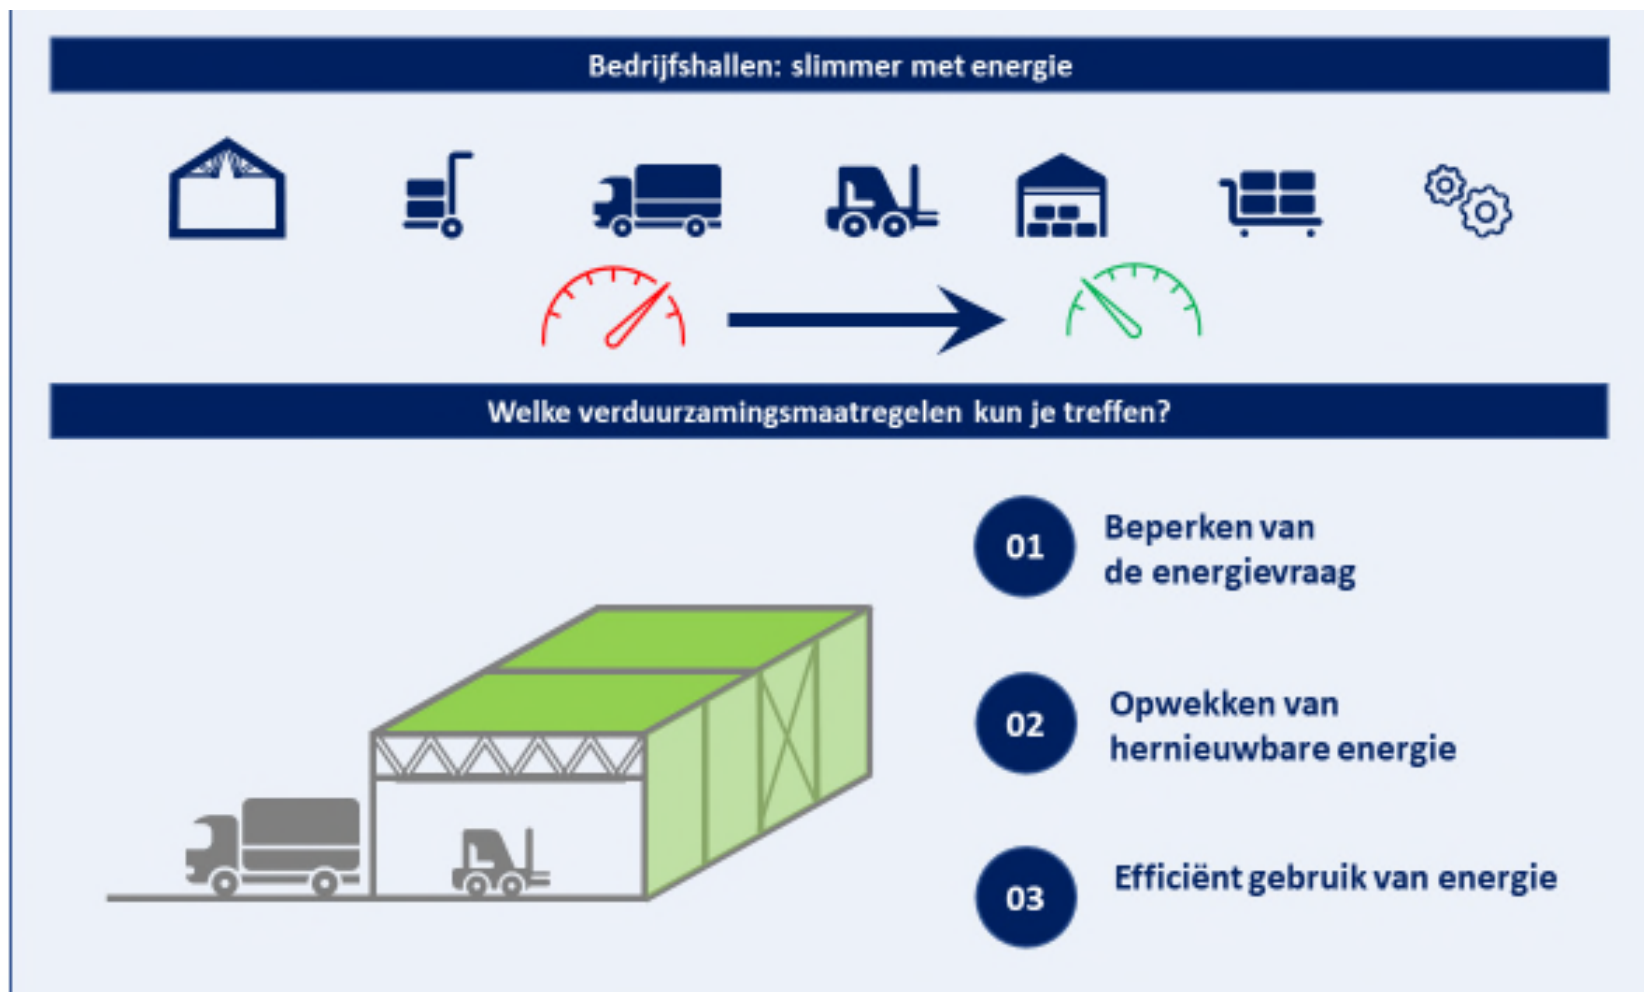 Bedrijfshallen: slimmer met energie
Welke verduurzamingsmaatregelen kun je treffen?
01
Beperken van
de energievraag
02
Opwekken van
hernieuwbare energie
03
Efficiënt gebruik van energie